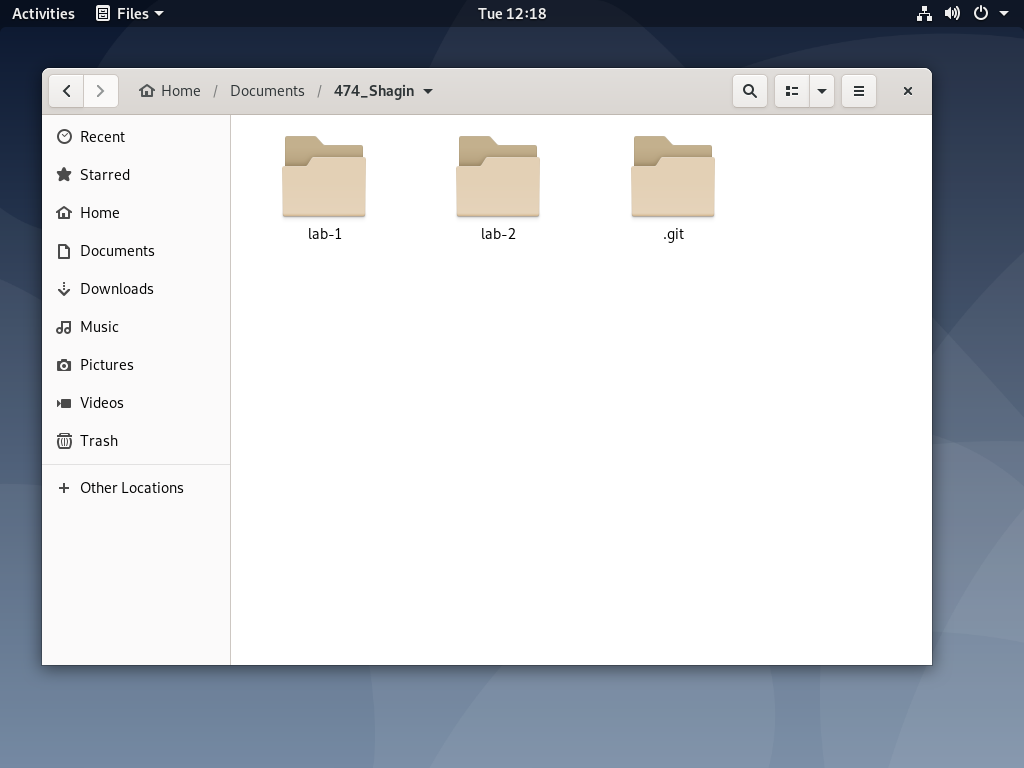 Activities Files Tue 12:18
Home / Documents / 474_Shagin
Recent
Starred
Home
Documents
Downloads
Music
Pictures
Videos
Trash
Other Locations
lab-1 lab-2 .git